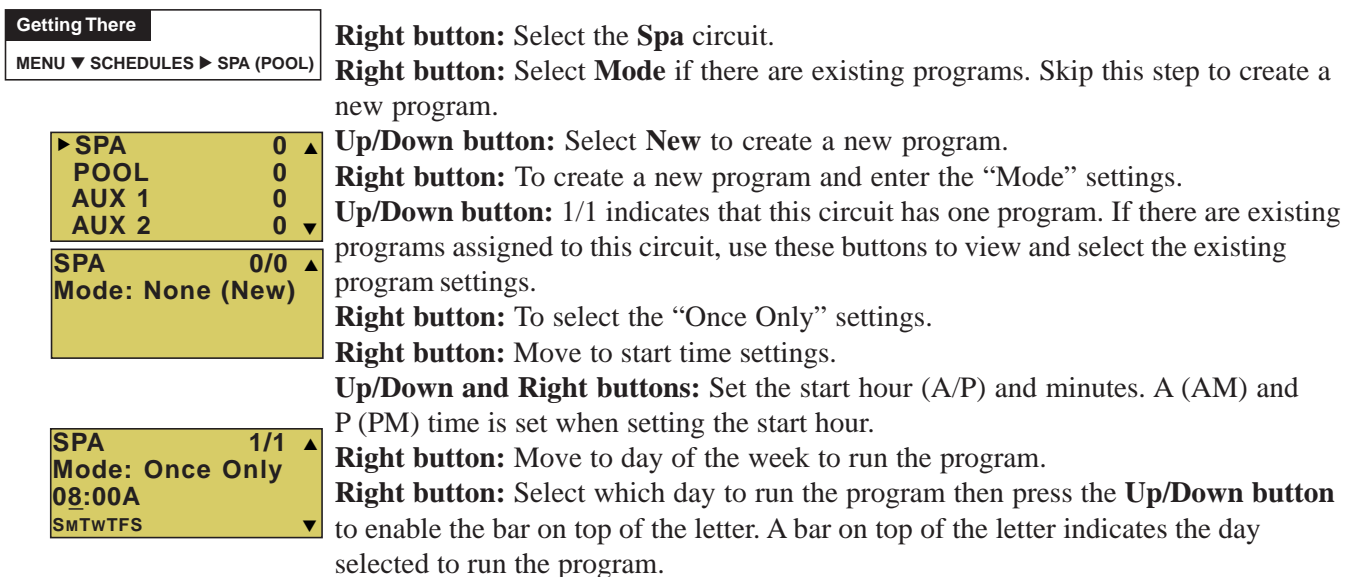 Getting There
MENU ▼ SCHEDULES ▶ SPA (POOL)
▶ SPA 0 ▲
POOL 0
AUX 1 0
AUX 2 0 ▼
SPA 0/0 ▲
Mode: None (New)
SPA 1/1 ▲
Mode: Once Only
08:00A
SMTWTFS ▼
Right button: Select the Spa circuit.
Right button: Select Mode if there are existing programs. Skip this step to create a
new program.
Up/Down button: Select New to create a new program.
Right button: To create a new program and enter the “Mode” settings.
Up/Down button: 1/1 indicates that this circuit has one program. If there are existing
programs assigned to this circuit, use these buttons to view and select the existing
program settings.
Right button: To select the “Once Only” settings.
Right button: Move to start time settings.
Up/Down and Right buttons: Set the start hour (A/P) and minutes. A (AM) and
P (PM) time is set when setting the start hour.
Right button: Move to day of the week to run the program.
Right button: Select which day to run the program then press the Up/Down button
to enable the bar on top of the letter. A bar on top of the letter indicates the day
selected to run the program.